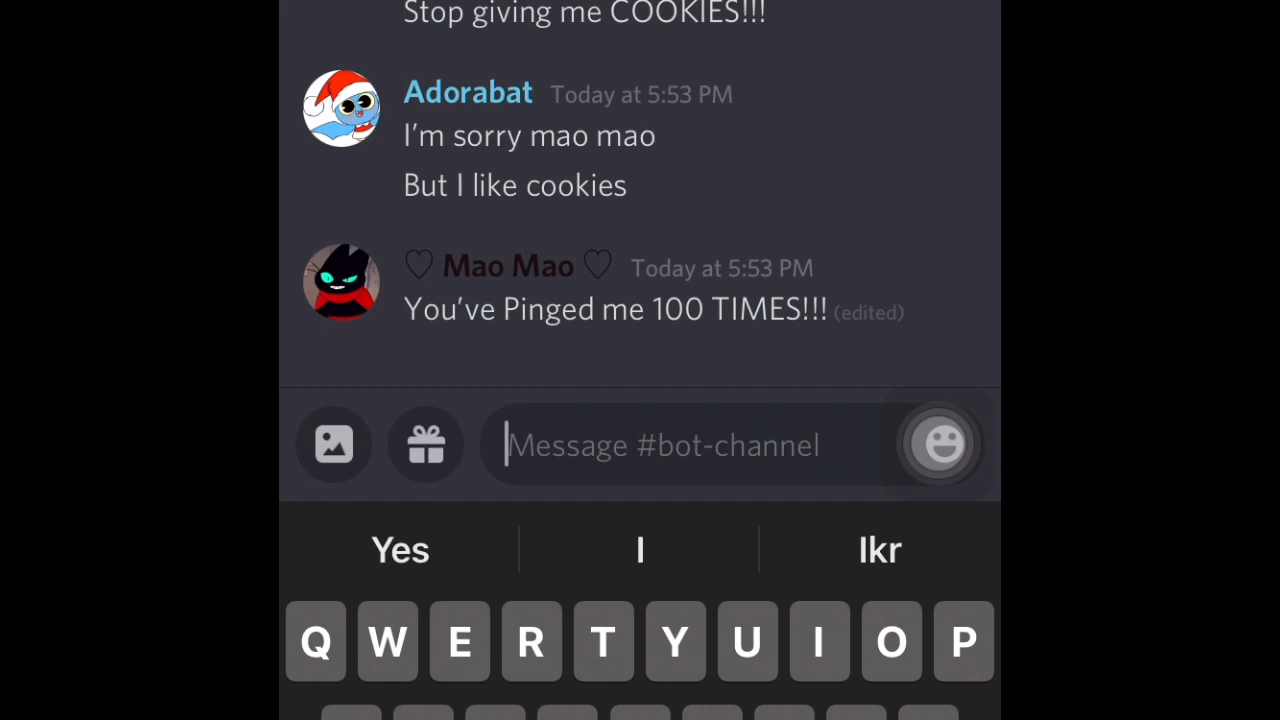 Stop giving me COOKIES!!!
Adorabat Today at 5:53 PM
I'm sorry mao mao
But I like cookies
♡ Mao Mao ♡ Today at 5:53 PM
You've Pinged me 100 TIMES!!! (edited)
Message #bot-channel
Yes I Ikr
Q W E R T Y U I O P